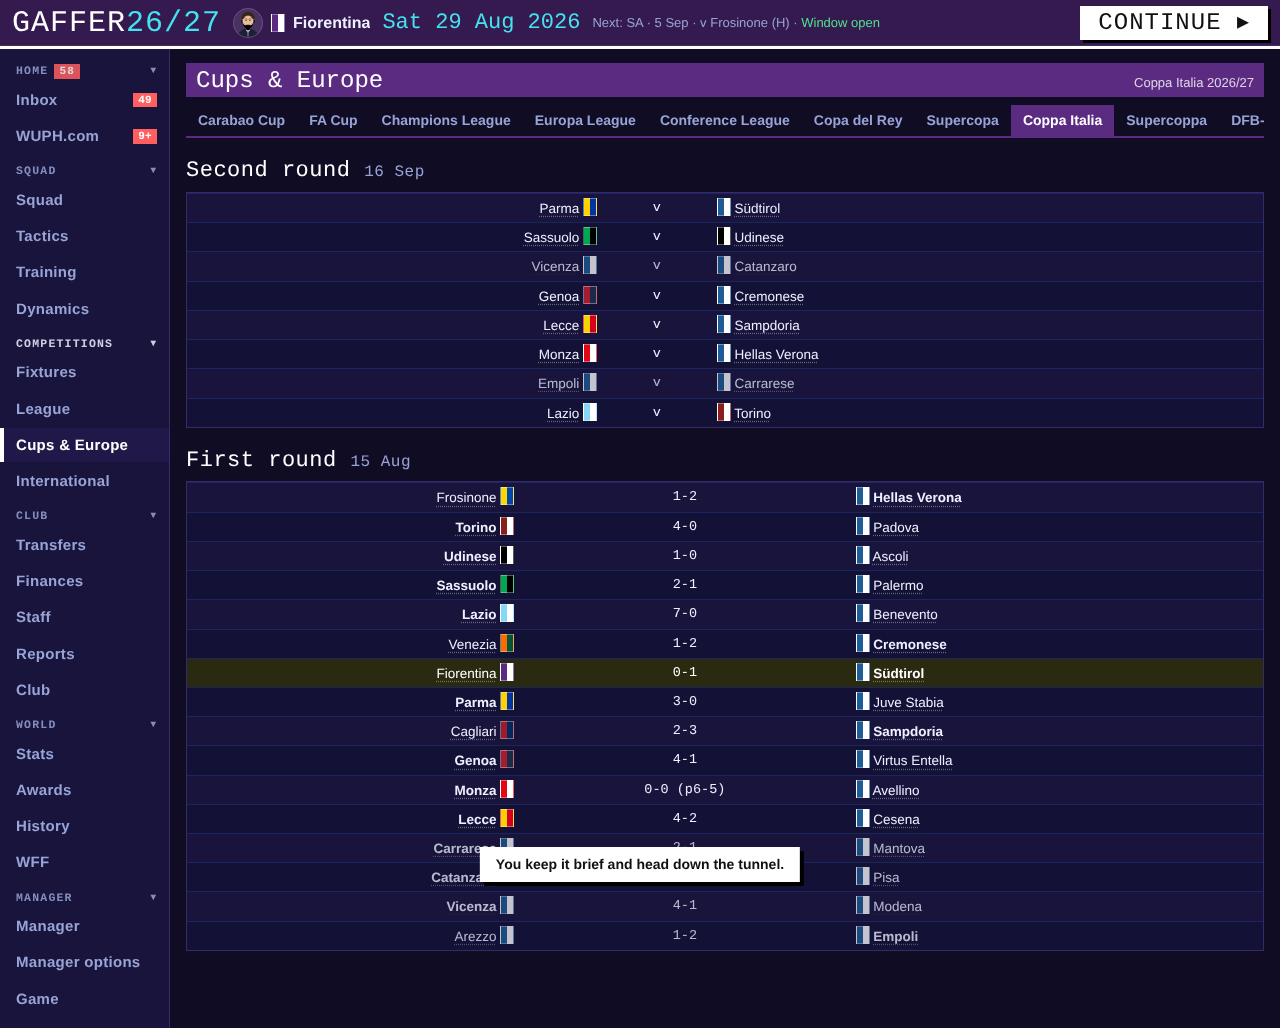 GAFFER26/27 Fiorentina Sat 29 Aug 2026 Next: SA · 5 Sep · v Frosinone (H) · Window open CONTINUE ►
HOME 58 ▼
Inbox 49
WUPH.com 9+
SQUAD ▼
Squad
Tactics
Training
Dynamics
COMPETITIONS ▼
Fixtures
League
Cups & Europe
International
CLUB ▼
Transfers
Finances
Staff
Reports
Club
WORLD ▼
Stats
Awards
History
WFF
MANAGER ▼
Manager
Manager options
Game
Cups & Europe Coppa Italia 2026/27
Carabao Cup FA Cup Champions League Europa League Conference League Copa del Rey Supercopa Coppa Italia Supercoppa DFB-
Second round 16 Sep
Parma v Südtirol
Sassuolo v Udinese
Vicenza v Catanzaro
Genoa v Cremonese
Lecce v Sampdoria
Monza v Hellas Verona
Empoli v Carrarese
Lazio v Torino
First round 15 Aug
Frosinone 1-2 Hellas Verona
Torino 4-0 Padova
Udinese 1-0 Ascoli
Sassuolo 2-1 Palermo
Lazio 7-0 Benevento
Venezia 1-2 Cremonese
Fiorentina 0-1 Südtirol
Parma 3-0 Juve Stabia
Cagliari 2-3 Sampdoria
Genoa 4-1 Virtus Entella
Monza 0-0 (p6-5) Avellino
Lecce 4-2 Cesena
Carrarese 2-1 Mantova
You keep it brief and head down the tunnel.
Pisa
Vicenza 4-1 Modena
Arezzo 1-2 Empoli